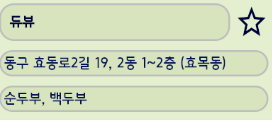 듀뷰
동구 효동로2길 19, 2동 1~2층 (효목동)
순두부, 백두부